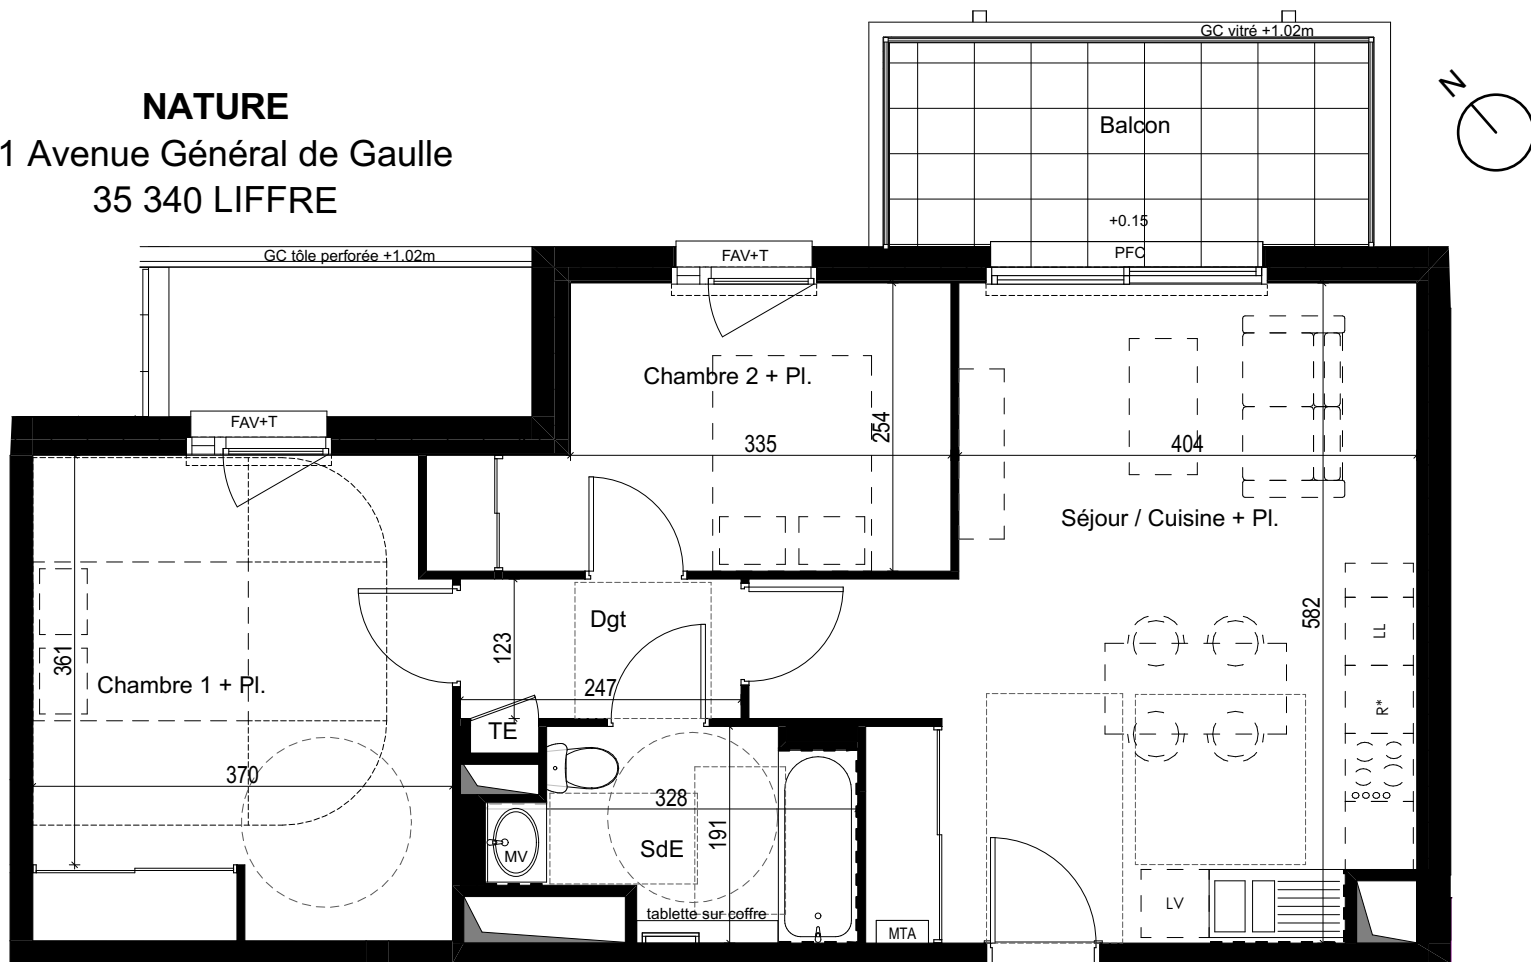 GC vitré +1.02m
N
NATURE
1 Avenue Général de Gaulle
35 340 LIFFRE
Balcon
+0.15
GC tôle perforée +1.02m
FAV+T
PFC
FAV+T
Chambre 2 + Pl.
254
335
404
Séjour / Cuisine + Pl.
Dgt
582
LL
123
361
Chambre 1 + Pl.
247
R*
TE
370
328
191
SdE
MV
LV
tablette sur coffre
MTA